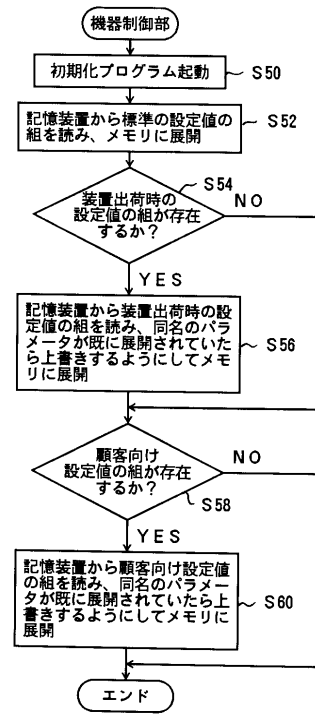 機器制御部
初期化プログラム起動
S50
記憶装置から標準の設定値の
組を読み、メモリに展開
S52
装置出荷時の
設定値の組が存在
するか?
S54
NO
YES
記憶装置から装置出荷時の設
定値の組を読み、同名のパラ
メータが既に展開されていた
ら上書きするようにしてメモリ
に展開
S56
顧客向け
設定値の組が存在
するか?
NO
S58
YES
記憶装置から顧客向け設定値
の組を読み、同名のパラメー
タが既に展開されていたら上
書きするようにしてメモリに
展開
S60
エンド